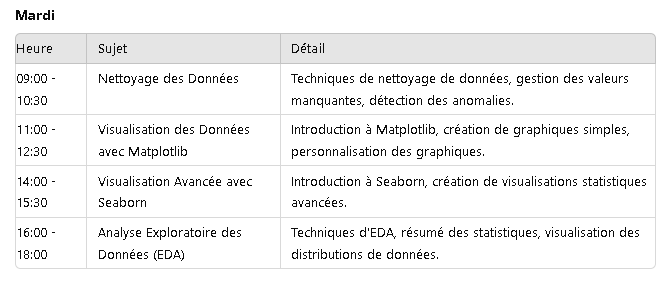 Mardi
Heure Sujet Détail
09:00 - Nettoyage des Données Techniques de nettoyage de données, gestion des valeurs
10:30 manquantes, détection des anomalies.
11:00 - Visualisation des Données Introduction à Matplotlib, création de graphiques simples,
12:30 avec Matplotlib personnalisation des graphiques.
14:00 - Visualisation Avancée avec Introduction à Seaborn, création de visualisations statistiques
15:30 Seaborn avancées.
16:00 - Analyse Exploratoire des Techniques d'EDA, résumé des statistiques, visualisation des
18:00 Données (EDA) distributions de données.